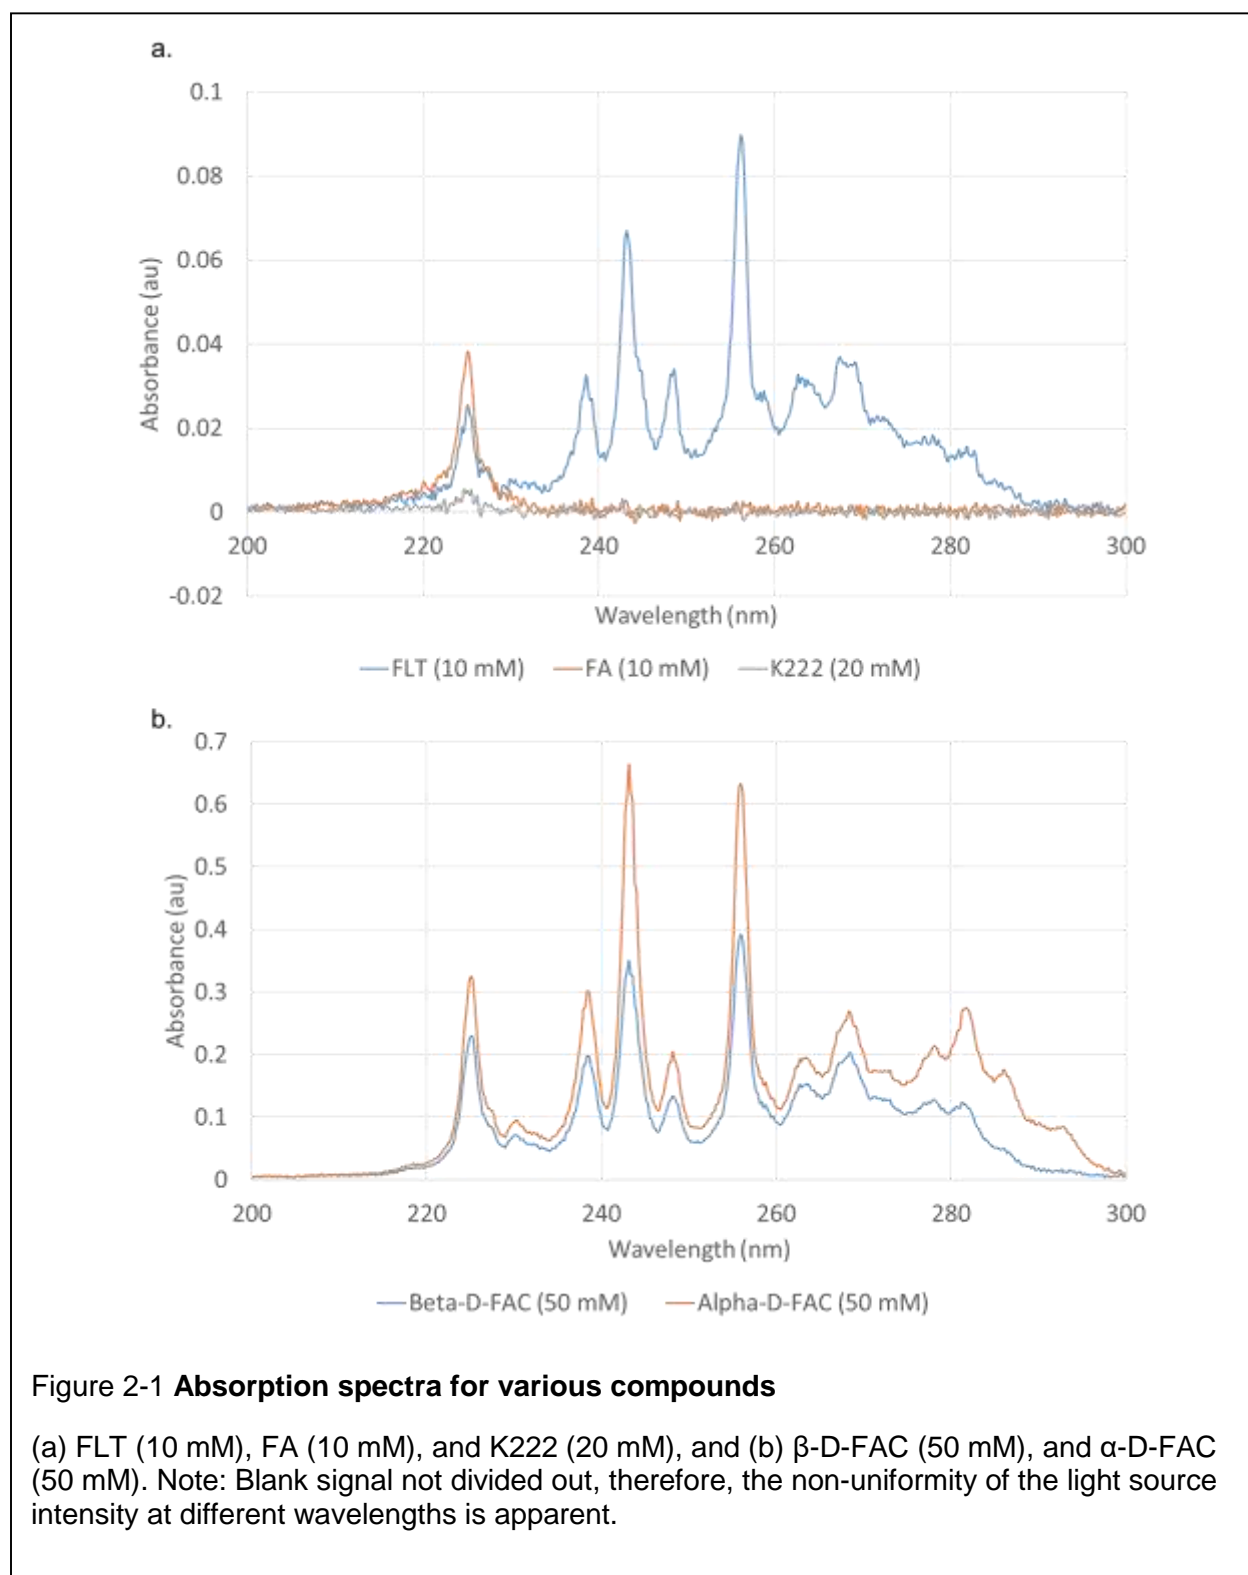 a.
0.1
0.08
0.06
0.04
0.02
0
-0.02
Absorbance (au)
200 220 240 260 280 300
Wavelength (nm)
FLT (10 mM) FA (10 mM) K222 (20 mM)
b.
0.7
0.6
0.5
0.4
0.3
0.2
0.1
0
Absorbance (au)
200 220 240 260 280 300
Wavelength (nm)
Beta-D-FAC (50 mM) Alpha-D-FAC (50 mM)
Figure 2-1 Absorption spectra for various compounds
(a) FLT (10 mM), FA (10 mM), and K222 (20 mM), and (b) β-D-FAC (50 mM), and α-D-FAC
(50 mM). Note: Blank signal not divided out, therefore, the non-uniformity of the light source
intensity at different wavelengths is apparent.